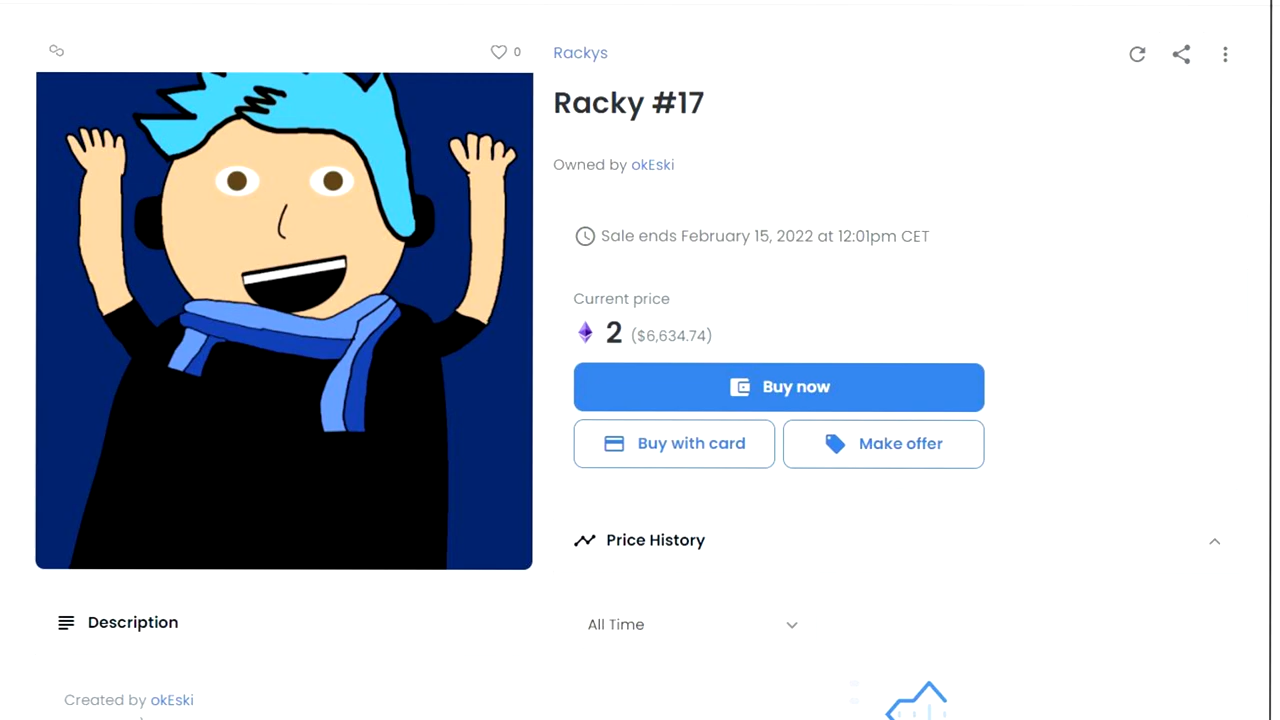 0
Rackys
Racky #17
Owned by okEski
Sale ends February 15, 2022 at 12:01pm CET
Current price
2 ($6,634.74)
Buy now
Buy with card
Make offer
Price History
Description
All Time
Created by okEski